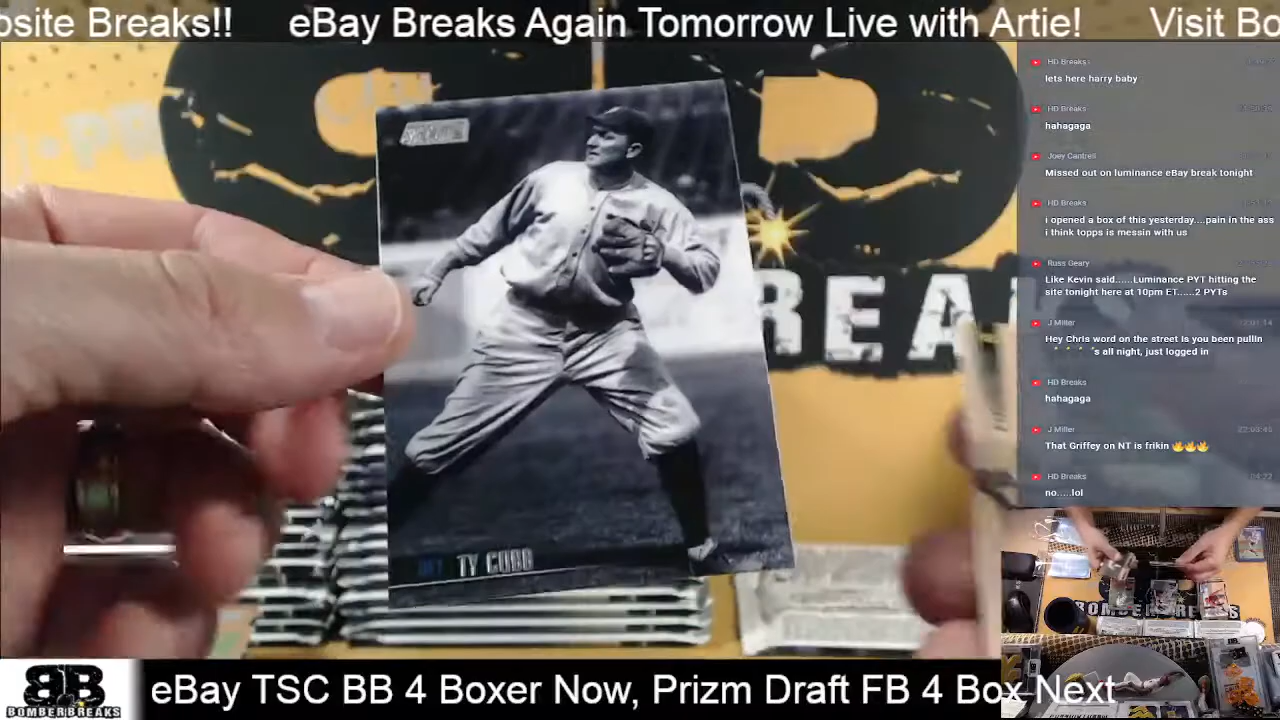 osite Breaks!! eBay Breaks Again Tomorrow Live with Artie! Visit Bo
HD Breaks
lets here harry baby
HD Breaks
hahagaga
Joey Cantrell
Missed out on luminance eBay break tonight
HD Breaks
i opened a box of this yesterday....pain in the ass
i think topps is messin with us
Russ Geary
Like Kevin said......Luminance PYT hitting the
site tonight here at 10pm ET......2 PYTs
J Miller
Hey Chris word on the street is you been pullin
's all night, just logged in
HD Breaks
hahagaga
J Miller
22:03:45
That Griffey on NT is frikin 🔥🔥🔥
HD Breaks
no.....lol
REA
TY COBB
BOMBER BREAKS
BB
BOMBERBREAKS
eBay TSC BB 4 Boxer Now, Prizm Draft FB 4 Box Next